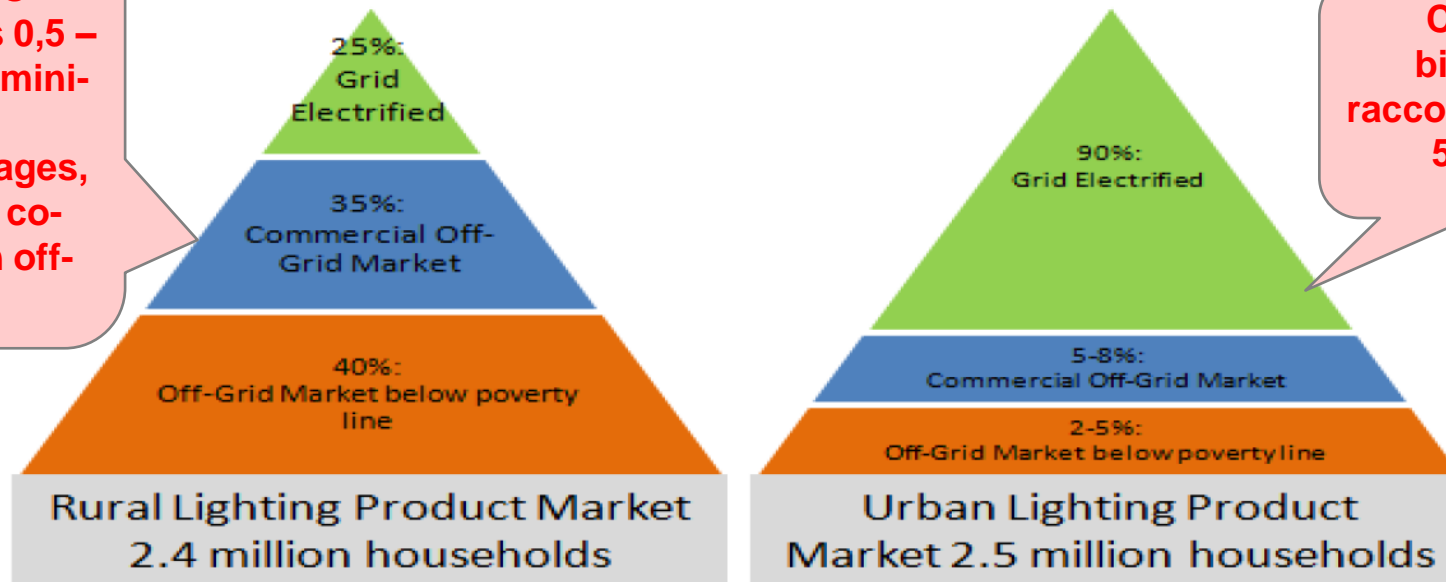 s 0,5 –
mini-
ages,
co-
off-
25%:
Grid
Electrified
35%:
Commercial Off-
Grid Market
40%:
Off-Grid Market below poverty
line
Rural Lighting Product Market
2.4 million households
90%:
Grid Electrified
5-8%:
Commercial Off-Grid Market
2-5%:
Off-Grid Market below poverty line
Urban Lighting Product
Market 2.5 million households
bi
racco
5